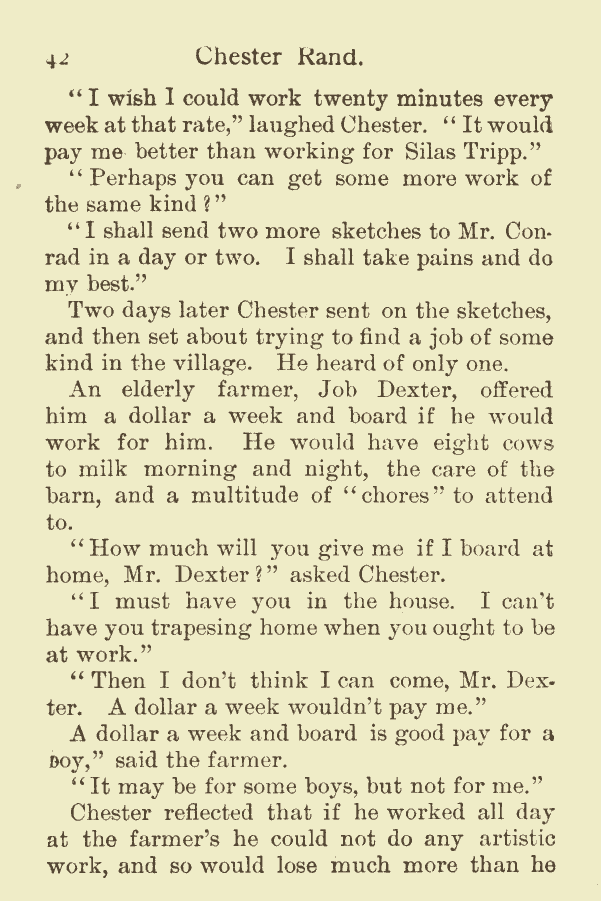 42 Chester Rand.
“ I wish I could work twenty minutes every
week at that rate,” laughed Chester. “ It would
pay me better than working for Silas Tripp.”
“ Perhaps you can get some more work of
the same kind ?”
“ I shall send two more sketches to Mr. Con-
rad in a day or two. I shall take pains and do
my best.”
Two days later Chester sent on the sketches,
and then set about trying to find a job of some
kind in the village. He heard of only one.
An elderly farmer, Job Dexter, offered
him a dollar a week and board if he would
work for him. He would have eight cows
to milk morning and night, the care of the
barn, and a multitude of “ chores” to attend
to.
“ How much will you give me if I board at
home, Mr. Dexter ?” asked Chester.
“ I must have you in the house. I can’t
have you trapesing home when you ought to be
at work.”
“ Then I don’t think I can come, Mr. Dex-
ter. A dollar a week wouldn’t pay me.”
A dollar a week and board is good pay for a
boy,” said the farmer.
“ It may be for some boys, but not for me.”
Chester reflected that if he worked all day
at the farmer’s he could not do any artistic
work, and so would lose much more than he